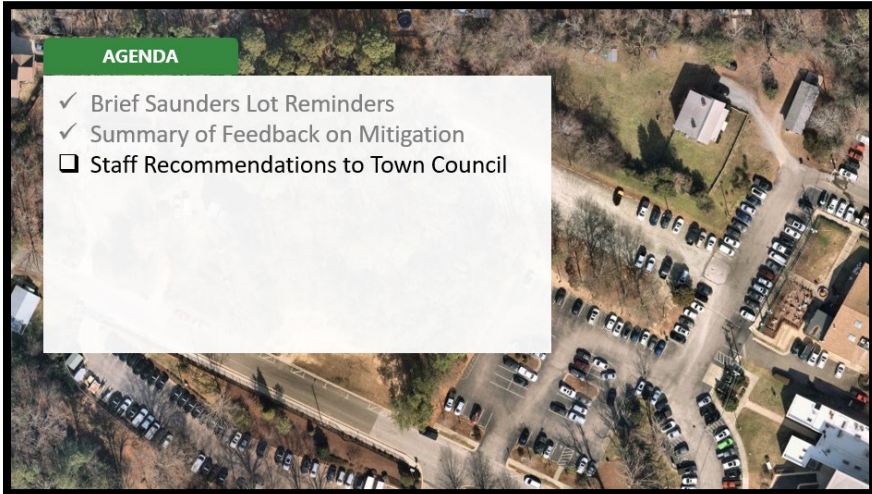 AGENDA
✓ Brief Saunders Lot Reminders
✓ Summary of Feedback on Mitigation
❑ Staff Recommendations to Town Council